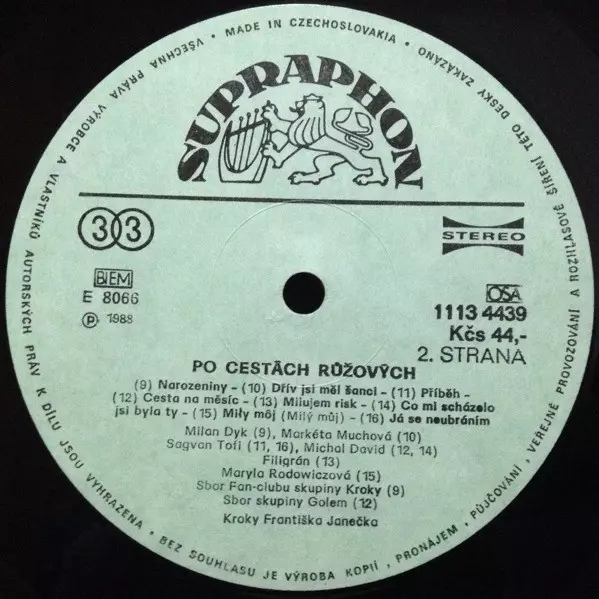 • MADE IN CZECHOSLOVAKIA • VŠECHNA PRÁVA VÝROBCE A VLASTNÍKŮ AUTORSKÝCH PRÁV K DÍLU JSOU VYHRAZENA • BEZ SOUHLASU JE VÝROBA KOPIÍ, PRONÁJEM, PŮJČOVÁNÍ, VEŘEJNÉ PROVOZOVÁNÍ A ROZHLASOVÉ ŠÍŘENÍ TÉTO DESKY ZAKÁZÁNO
SUPRAPHON
33
STEREO
BIEM
E 8066
℗ 1988
OSA
1113 4439
Kčs 44,-
2. STRANA
PO CESTÁCH RŮŽOVÝCH
(9) Narozeniny - (10) Dřív jsi měl šanci - (11) Příběh -
(12) Cesta na měsíc - (13) Milujem risk - (14) Co mi scházelo
jsi byla ty - (15) Mily môj (Milý můj) - (16) Já se neubráním
Milan Dyk (9), Markéta Muchová (10)
Sagvan Tofi (11, 16), Michal David (12, 14)
Filigrán (13)
Maryla Rodowiczová (15)
Sbor Fan-clubu skupiny Kroky (9)
Sbor skupiny Golem (12)
Kroky Františka Janečka